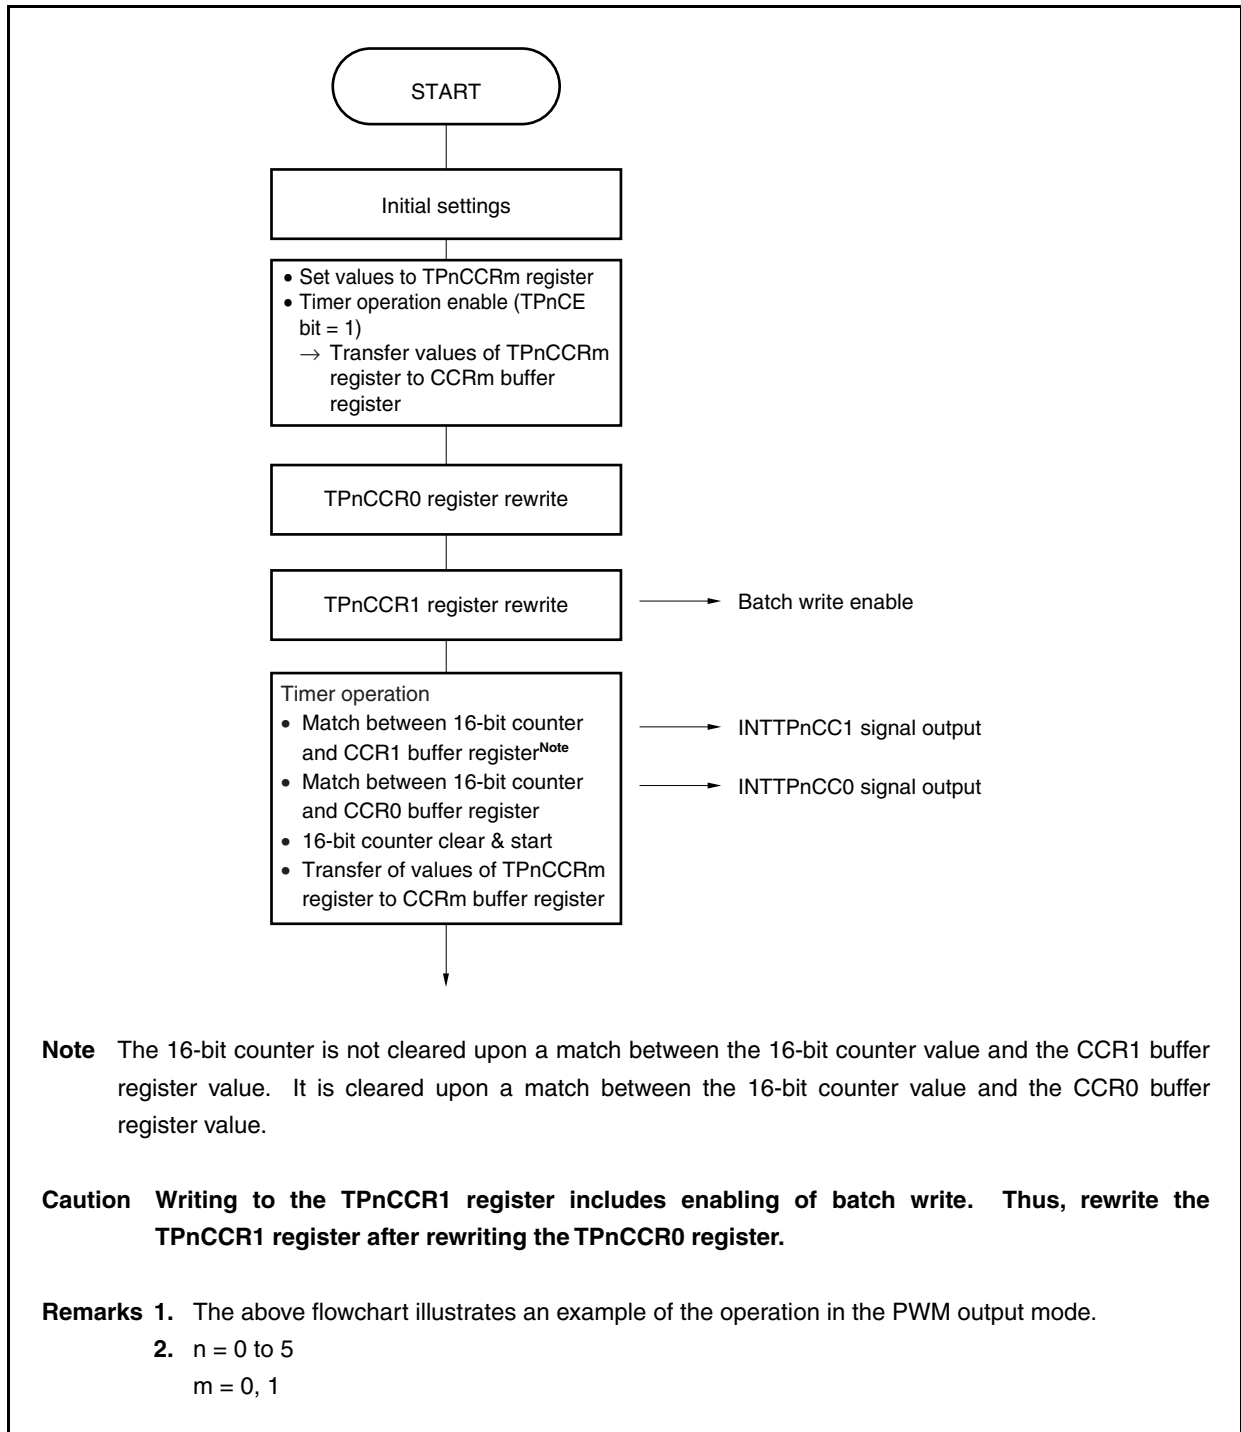 START
Initial settings
• Set values to TPnCCRm register
• Timer operation enable (TPnCE
bit = 1)
→ Transfer values of TPnCCRm
register to CCRm buffer
register
TPnCCR0 register rewrite
TPnCCR1 register rewrite
Batch write enable
Timer operation
• Match between 16-bit counter
and CCR1 buffer registerNote
INTTPnCC1 signal output
• Match between 16-bit counter
and CCR0 buffer register
INTTPnCC0 signal output
• 16-bit counter clear & start
• Transfer of values of TPnCCRm
register to CCRm buffer register
Note The 16-bit counter is not cleared upon a match between the 16-bit counter value and the CCR1 buffer
register value. It is cleared upon a match between the 16-bit counter value and the CCR0 buffer
register value.
Caution Writing to the TPnCCR1 register includes enabling of batch write. Thus, rewrite the
TPnCCR1 register after rewriting the TPnCCR0 register.
Remarks 1. The above flowchart illustrates an example of the operation in the PWM output mode.
2. n = 0 to 5
m = 0, 1